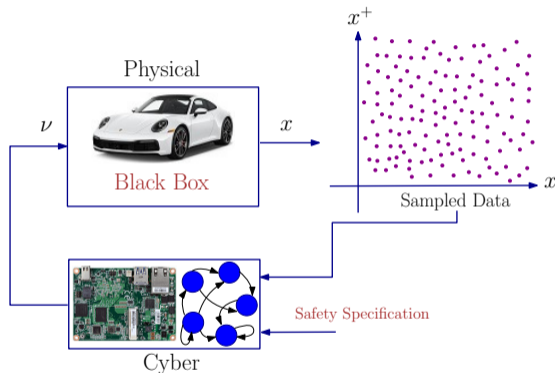 x⁺
Physical
ν
x
Black Box
x
Sampled Data
Safety Specification
Cyber